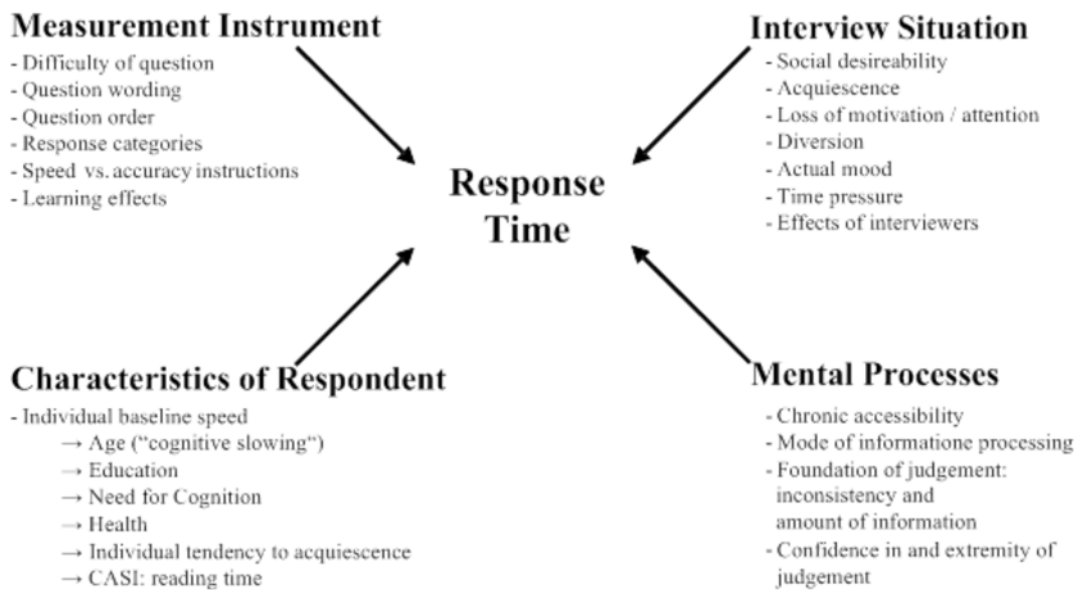 Measurement Instrument
- Difficulty of question
- Question wording
- Question order
- Response categories
- Speed vs. accuracy instructions
- Learning effects
Interview Situation
- Social desireability
- Acquiescence
- Loss of motivation / attention
- Diversion
- Actual mood
- Time pressure
- Effects of interviewers
Response
Time
Characteristics of Respondent
- Individual baseline speed
→ Age ("cognitive slowing")
→ Education
→ Need for Cognition
→ Health
→ Individual tendency to acquiescence
→ CASI: reading time
Mental Processes
- Chronic accessibility
- Mode of informatione processing
- Foundation of judgement:
inconsistency and
amount of information
- Confidence in and extremity of
judgement